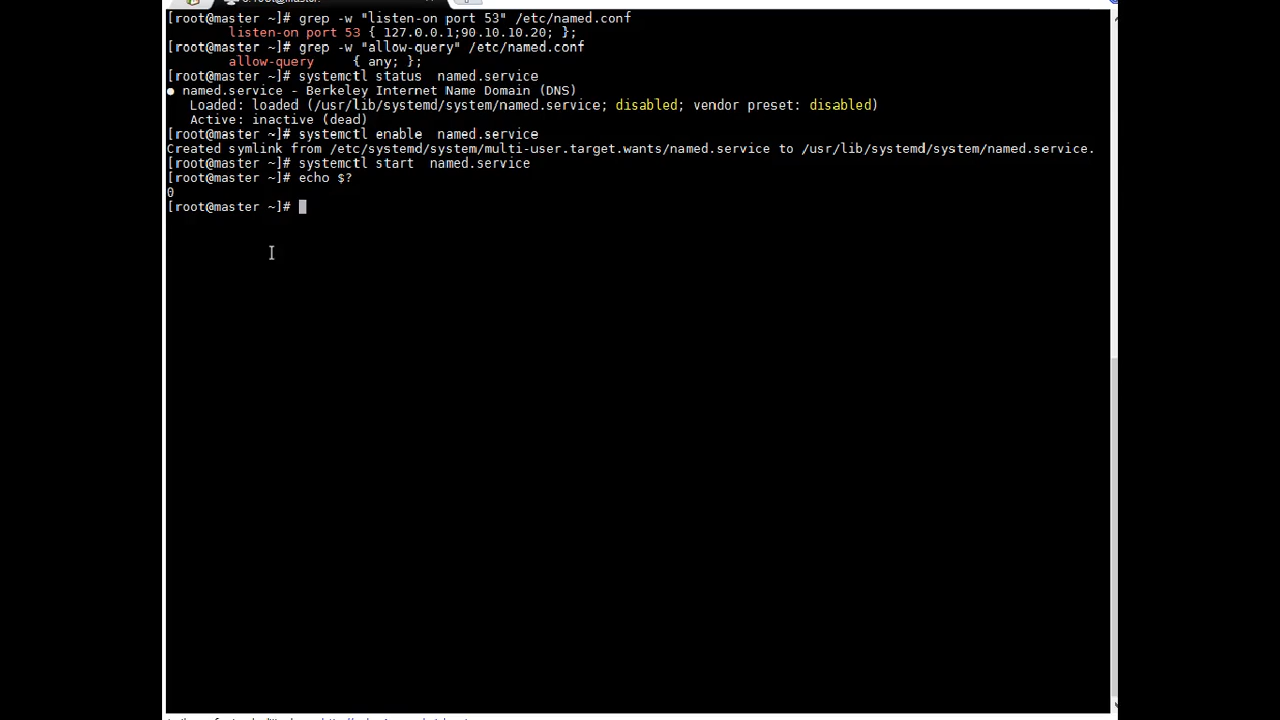 [root@master ~]# grep -w "listen-on port 53" /etc/named.conf
listen-on port 53 { 127.0.0.1;90.10.10.20; };
[root@master ~]# grep -w "allow-query" /etc/named.conf
allow-query     { any; };
[root@master ~]# systemctl status  named.service
● named.service - Berkeley Internet Name Domain (DNS)
Loaded: loaded (/usr/lib/systemd/system/named.service; disabled; vendor preset: disabled)
Active: inactive (dead)
[root@master ~]# systemctl enable  named.service
Created symlink from /etc/systemd/system/multi-user.target.wants/named.service to /usr/lib/systemd/system/named.service.
[root@master ~]# systemctl start  named.service
[root@master ~]# echo $?
0
[root@master ~]#